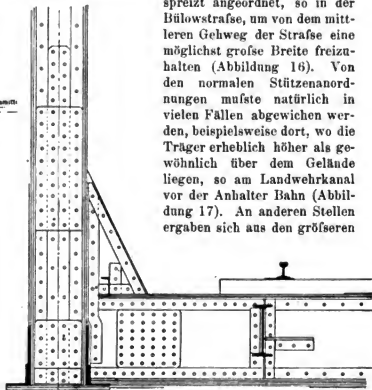 spreizt angeordnet, so in der
Bülowstrafse, um von dem mitt-
leren Gehweg der Strafse eine
möglichst grofse Breite freizu-
halten (Abbildung 16). Von
den normalen Stützenanord-
nungen mufste natürlich in
vielen Fällen abgewichen wer-
den, beispielsweise dort, wo die
Träger erheblich höher als ge-
wöhnlich über dem Gelände
liegen, so am Landwehrkanal
vor der Anhalter Bahn (Abbil-
dung 17). An anderen Stellen
ergaben sich aus den gröfseren